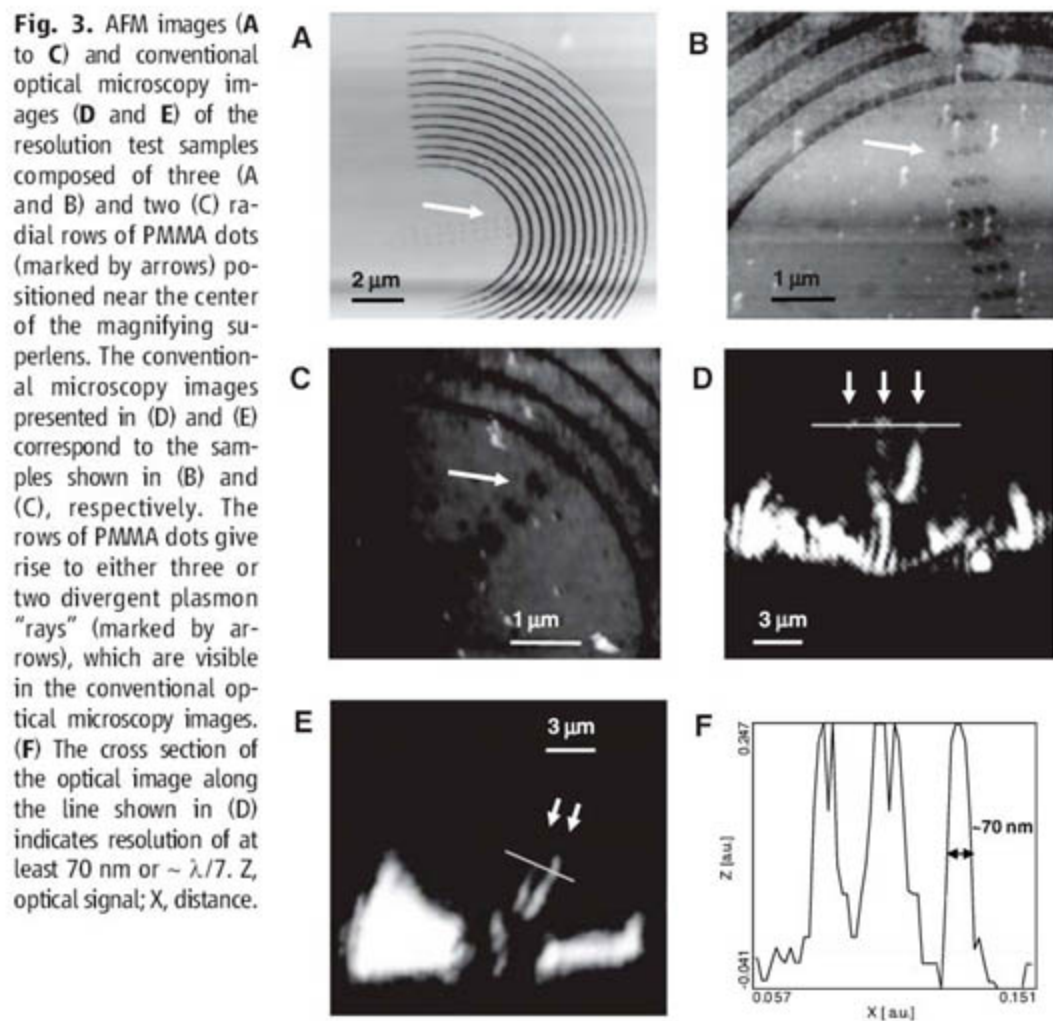 Fig. 3. AFM images (A
to C) and conventional
optical microscopy im-
ages (D and E) of the
resolution test samples
composed of three (A
and B) and two (C) ra-
dial rows of PMMA dots
(marked by arrows) po-
sitioned near the center
of the magnifying su-
perlens. The convention-
al microscopy images
presented in (D) and (E)
correspond to the sam-
ples shown in (B) and
(C), respectively. The
rows of PMMA dots give
rise to either three or
two divergent plasmon
"rays" (marked by ar-
rows), which are visible
in the conventional op-
tical microscopy images.
(F) The cross section of
the optical image along
the line shown in (D)
indicates resolution of at
least 70 nm or ~ λ/7. Z,
optical signal; X, distance.
A
2 μm
B
1 μm
C
1 μm
D
3 μm
E
3 μm
F
0.247
Z [a.u.]
-0.041
~70 nm
0.057
X [a.u.]
0.151